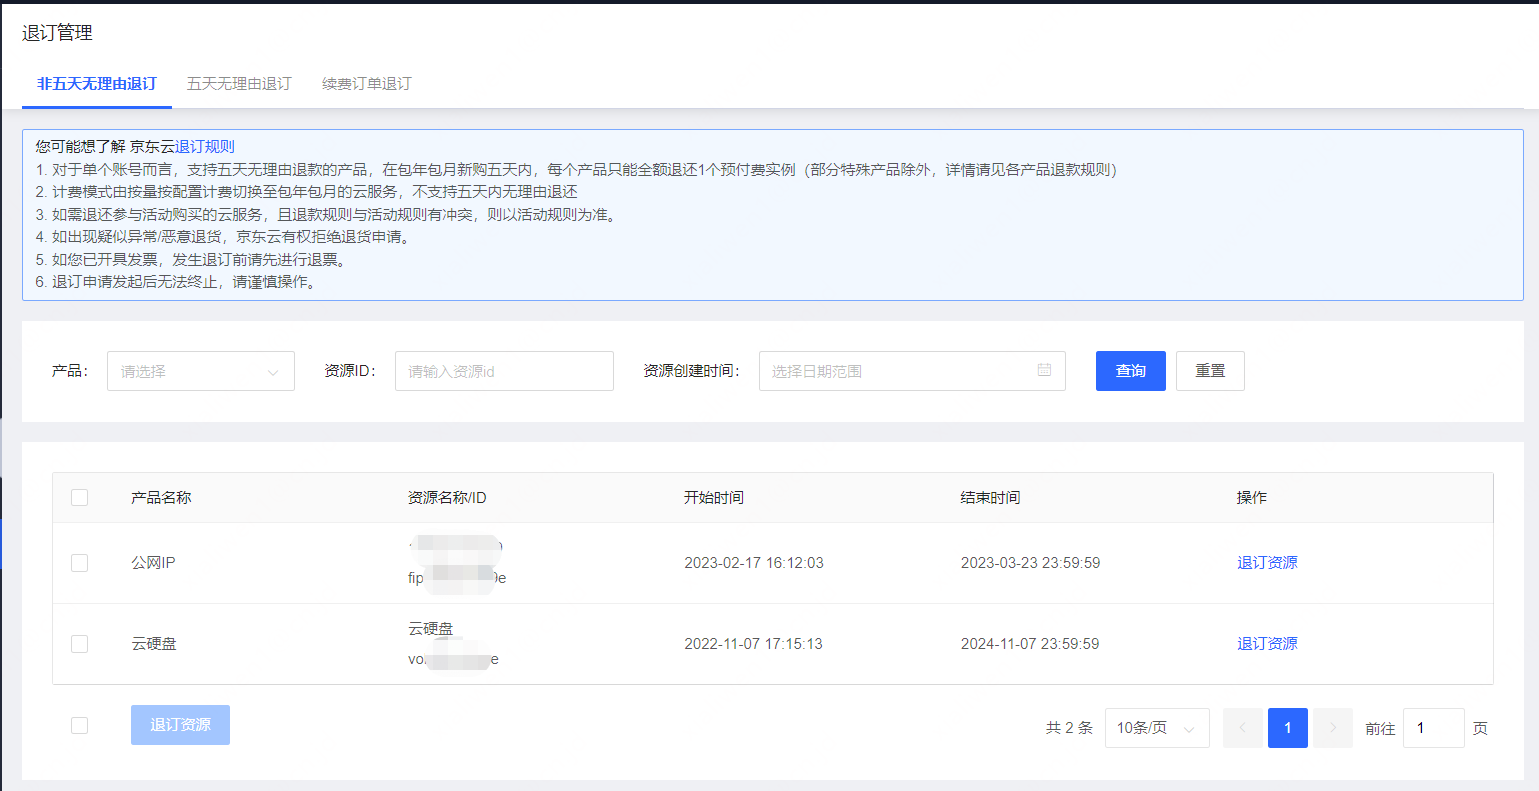 退订管理
非五天无理由退订 五天无理由退订 续费订单退订
您可能想了解 京东云退订规则
1. 对于单个账号而言，支持五天无理由退款的产品，在包年包月新购五天内，每个产品只能全额退还1个预付费实例（部分特殊产品除外，详情请见各产品退款规则）
2. 计费模式由按量按配置计费切换至包年包月的云服务，不支持五天内无理由退还
3. 如需退还参与活动购买的云服务，且退款规则与活动规则有冲突，则以活动规则为准。
4. 如出现疑似异常/恶意退货，京东云有权拒绝退货申请。
5. 如您已开具发票，发生退订前请先进行退票。
6. 退订申请发起后无法终止，请谨慎操作。
产品： 请选择 资源ID： 请输入资源id 资源创建时间： 选择日期范围 查询 重置
产品名称 资源名称/ID 开始时间 结束时间 操作
公网IP 2023-02-17 16:12:03 2023-03-23 23:59:59 退订资源
fip
云硬盘
云硬盘 2022-11-07 17:15:13 2024-11-07 23:59:59 退订资源
退订资源 共 2 条 10条/页 1 前往 1 页